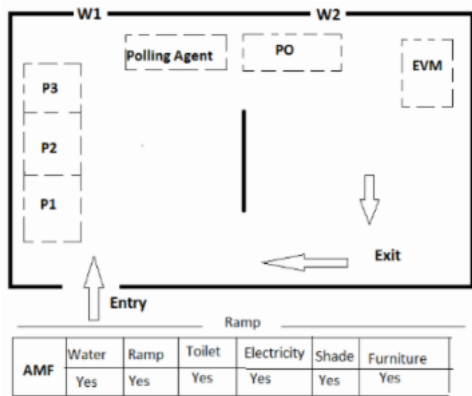 W1 W2
Polling Agent PO EVM
P3
P2
P1
Exit
Entry
Ramp
AMF Water Ramp Toilet Electricity Shade Furniture
Yes Yes Yes Yes Yes Yes